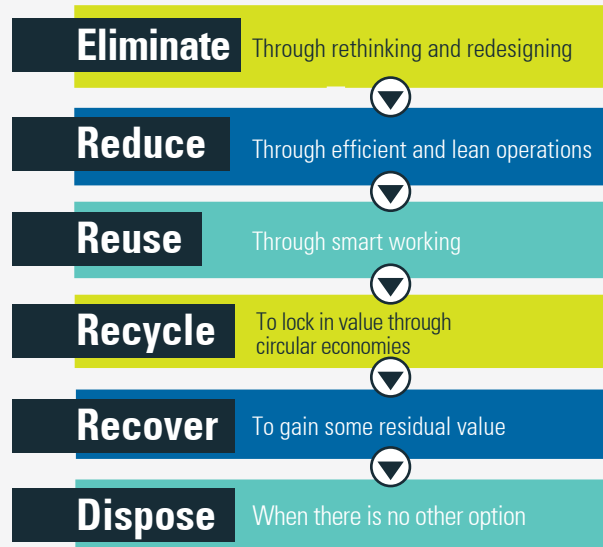 Eliminate Through rethinking and redesigning
Reduce Through efficient and lean operations
Reuse Through smart working
Recycle To lock in value through
circular economies
Recover To gain some residual value
Dispose When there is no other option